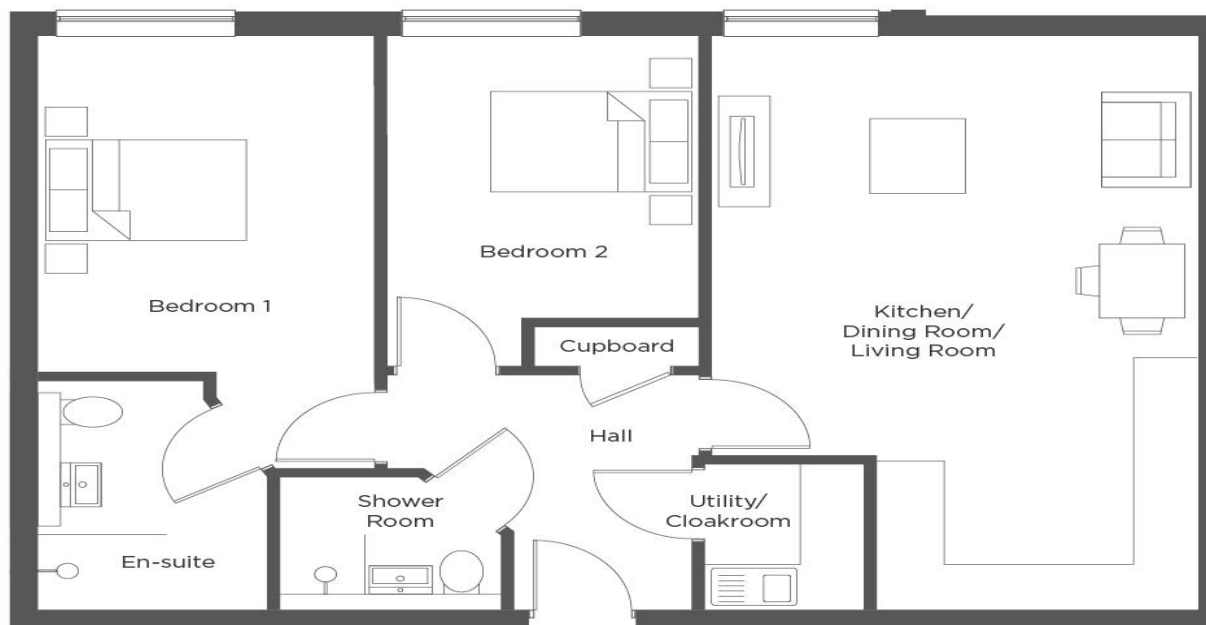 Bedroom 1
Bedroom 2
Kitchen/
Dining Room/
Living Room
Cupboard
Hall
Shower
Room
Utility/
Cloakroom
En-suite